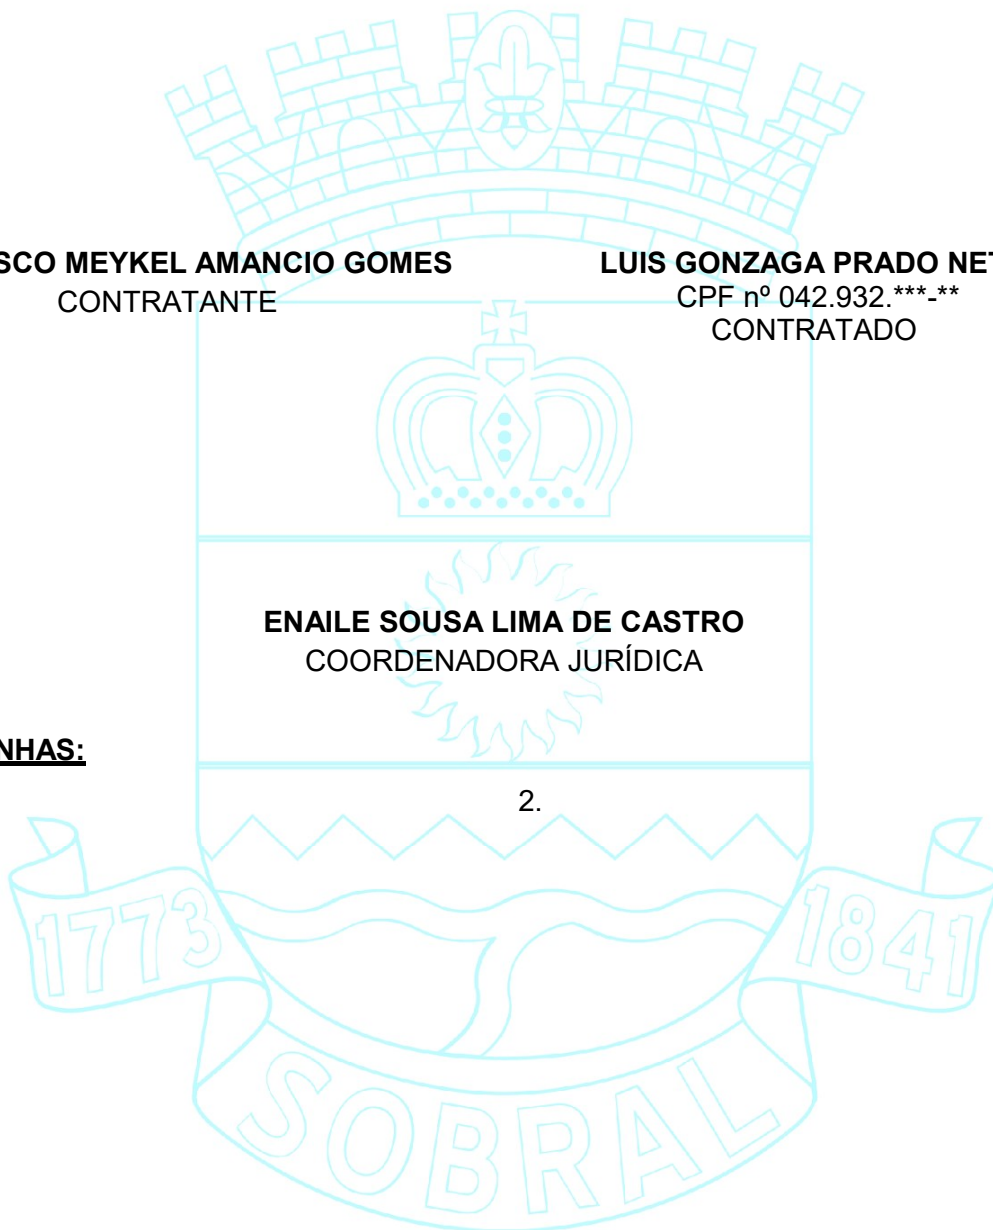 SCO MEYKEL AMANCIO GOMES
CONTRATANTE
LUIS GONZAGA PRADO NET
CPF nº 042.932.***-**
CONTRATADO
ENAILE SOUSA LIMA DE CASTRO
COORDENADORA JURÍDICA
NHAS:
2.
1773
1841
SOBRAL